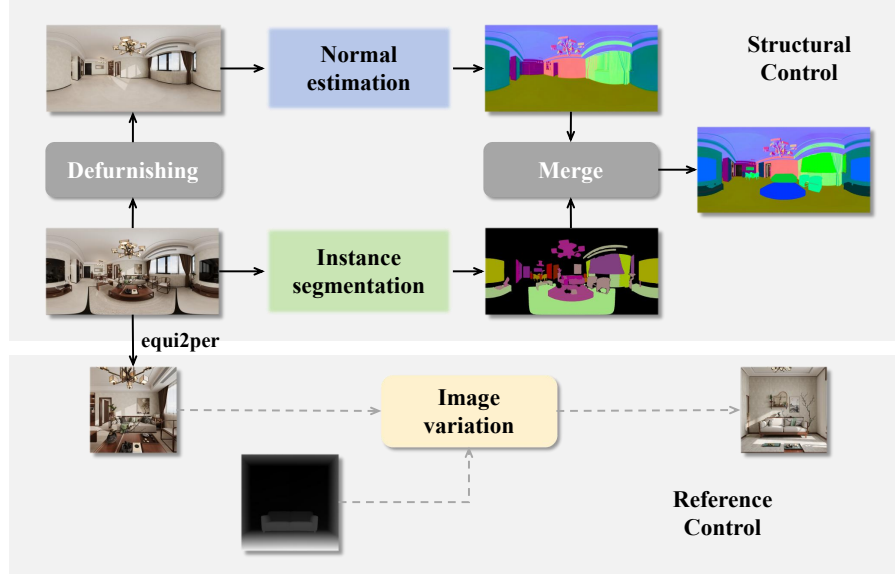 Normal
estimation
Structural
Control
Defurnishing
Merge
Instance
segmentation
equi2per
Image
variation
Reference
Control